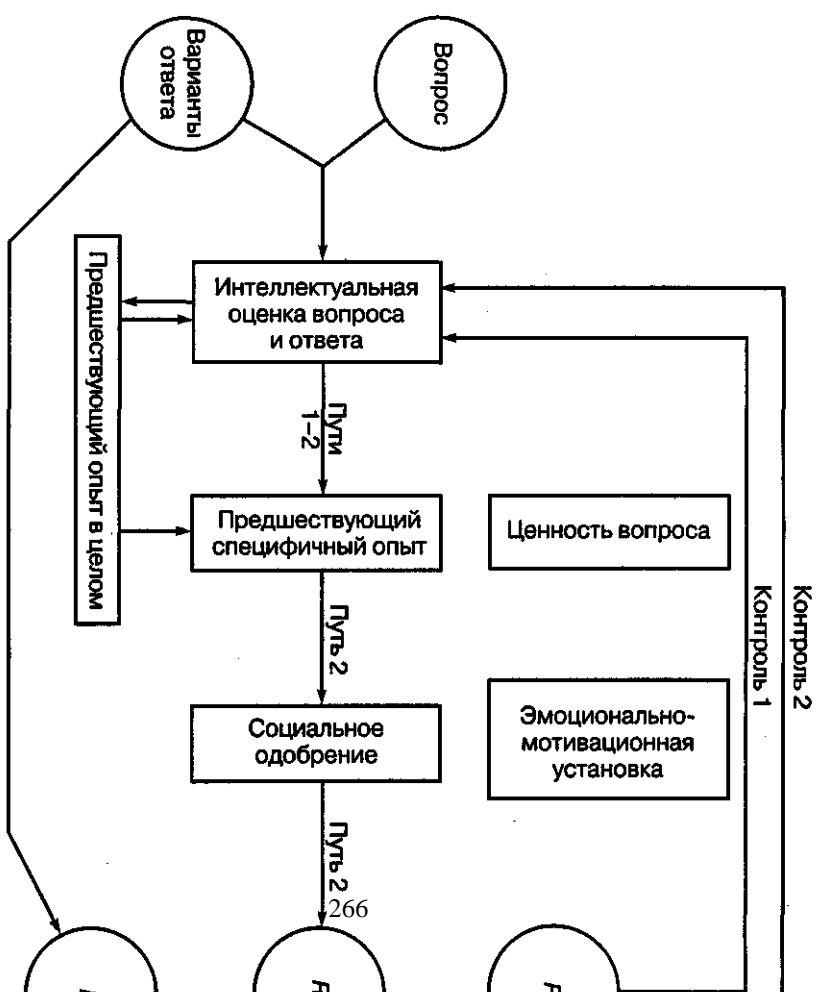 Варианты
ответа
Вопрос
Интеллектуальная
оценка вопроса
и ответа
Предшествующий опыт в целом
Пути
1–2
Предшествующий
специфичный опыт
Ценность вопроса
Контроль 1
Контроль 2
Путь 2
Социальное
одобрение
Эмоционально-
мотивационная
установка
Путь 2
266